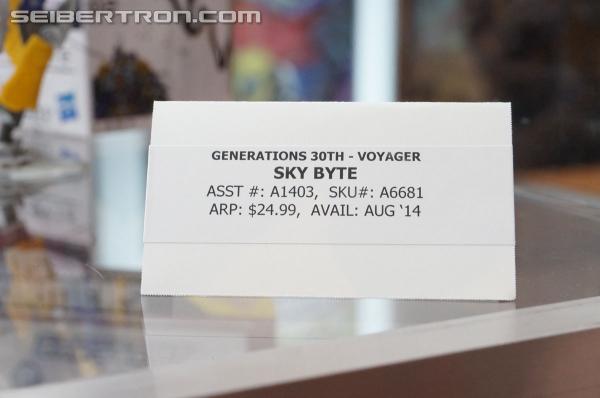 SEIBERTRON.COM
GENERATIONS 30TH - VOYAGER
SKY BYTE
ASST #: A1403, SKU#: A6681
ARP: $24.99, AVAIL: AUG ‘14